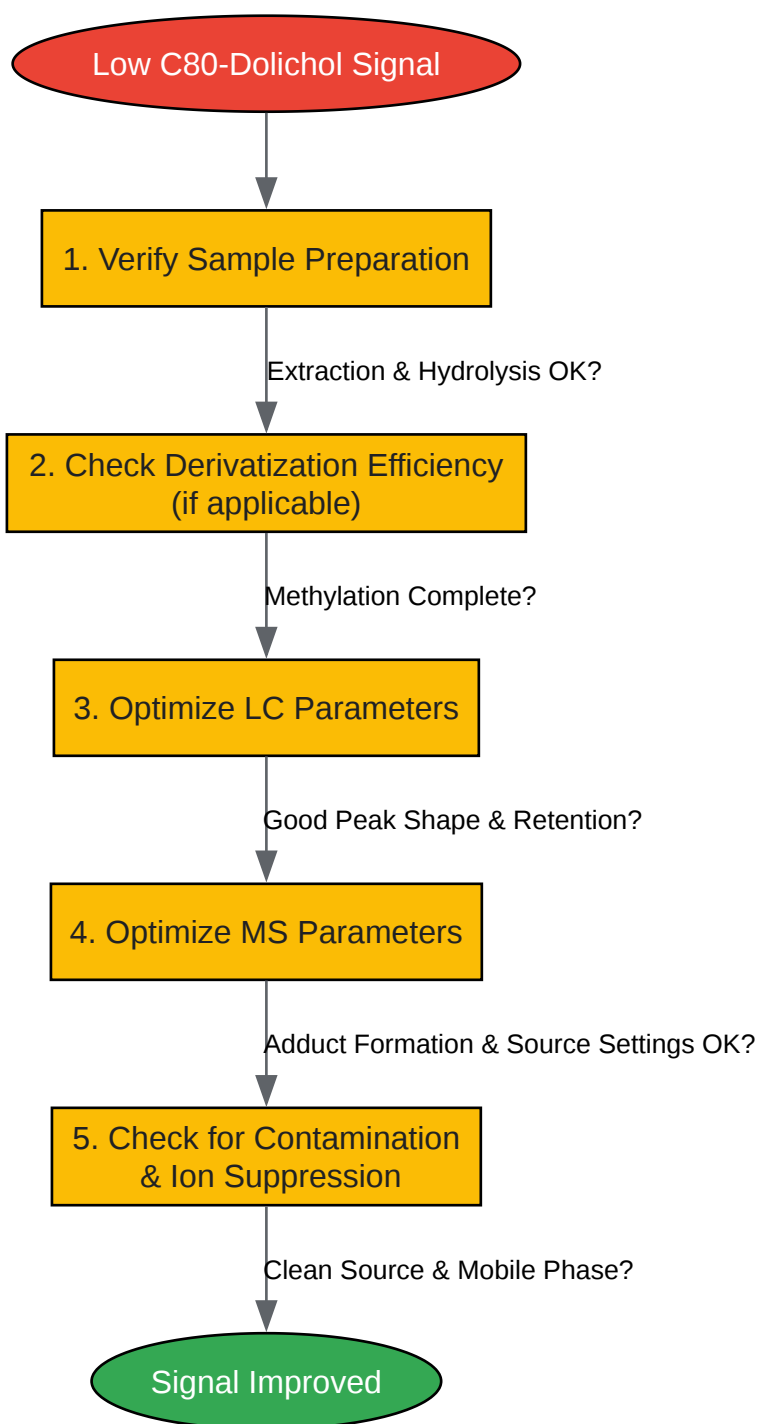 Low C80-Dolichol Signal
1. Verify Sample Preparation
Extraction & Hydrolysis OK?
2. Check Derivatization Efficiency
(if applicable)
Methylation Complete?
3. Optimize LC Parameters
Good Peak Shape & Retention?
4. Optimize MS Parameters
Adduct Formation & Source Settings OK?
5. Check for Contamination
& Ion Suppression
Clean Source & Mobile Phase?
Signal Improved